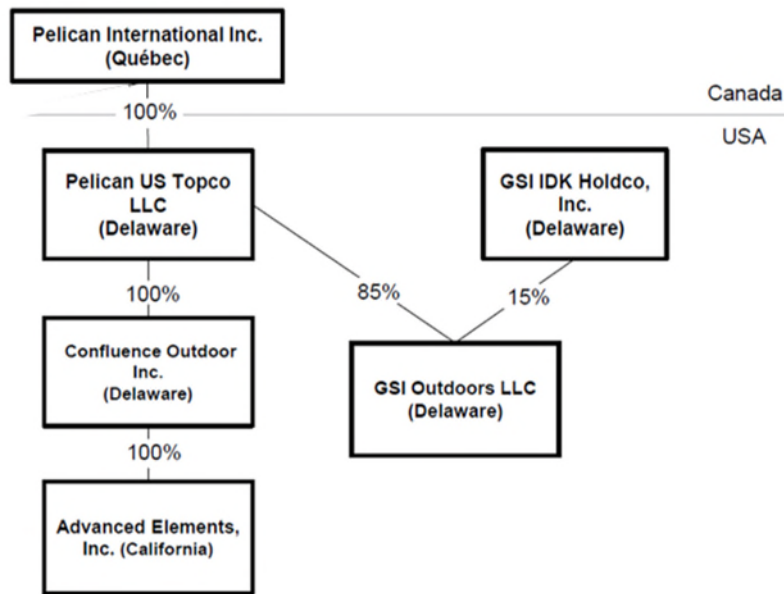 Pelican International Inc.
(Québec)
100%
Canada
USA
Pelican US Topco
LLC
(Delaware)
GSI IDK Holdco,
Inc.
(Delaware)
100%
85%
15%
Confluence Outdoor
Inc.
(Delaware)
GSI Outdoors LLC
(Delaware)
100%
Advanced Elements,
Inc. (California)